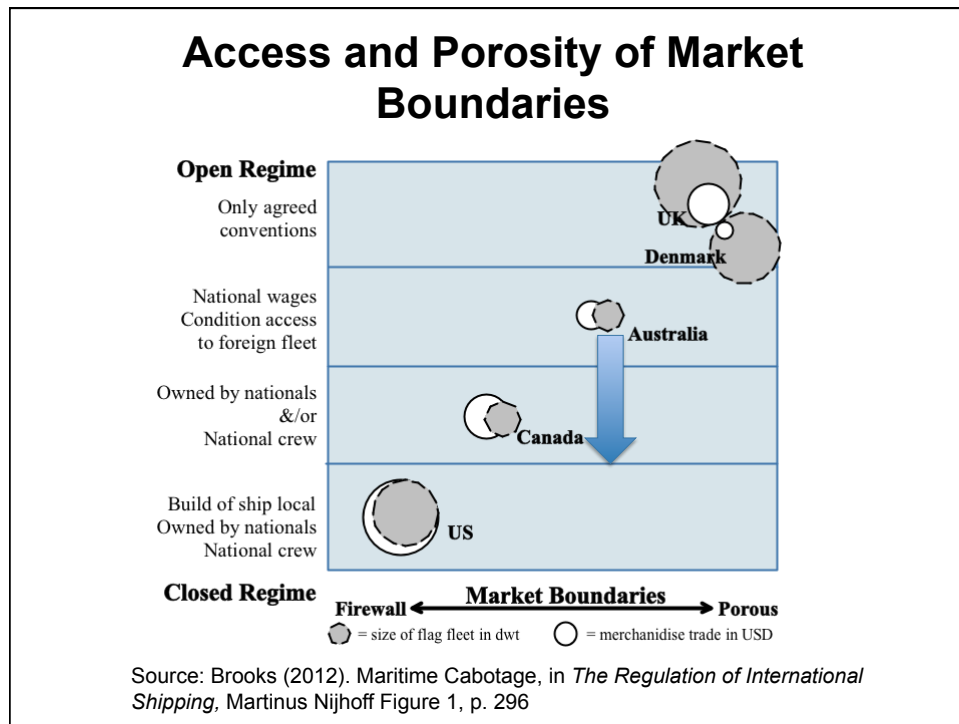 Access and Porosity of Market
Boundaries
Open Regime
Only agreed
conventions
UK
Denmark
National wages
Condition access
to foreign fleet
Australia
Owned by nationals
&/or
National crew
Canada
Build of ship local
Owned by nationals
National crew
US
Closed Regime
Market Boundaries
Firewall
Porous
= size of flag fleet in dwt
= merchanidise trade in USD
Source: Brooks (2012). Maritime Cabotage, in The Regulation of International
Shipping, Martinus Nijhoff Figure 1, p. 296